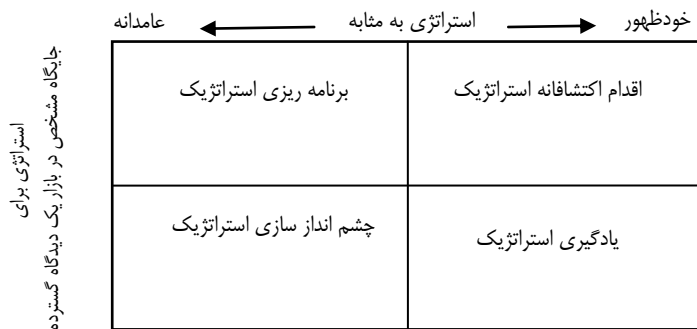 خودظهور استراتژی به مثابه عامدانه
اقدام اکتشافانه استراتژیک
برنامه ریزی استراتژیک
یادگیری استراتژیک
چشم انداز سازی استراتژیک
استراتژی برای
جایگاه مشخص در بازار یک دیدگاه گسترده